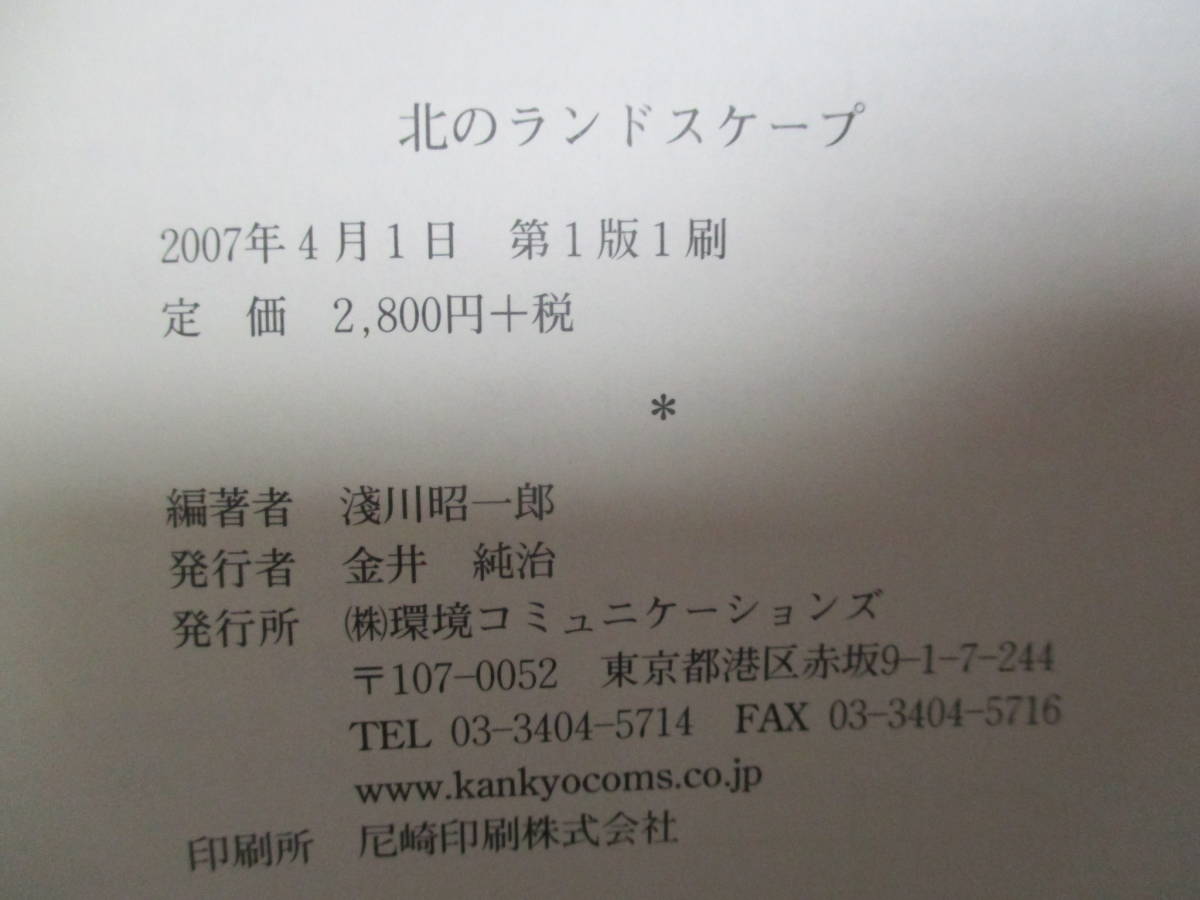 北のランドスケープ
2007年4月1日　第1版1刷
定　価　2,800円＋税
＊
編著者　淺川昭一郎
発行者　金井　純治
発行所　㈱環境コミュニケーションズ
〒107-0052　東京都港区赤坂9-1-7-244
TEL 03-3404-5714　FAX 03-3404-5716
www.kankyocoms.co.jp
印刷所　尼崎印刷株式会社